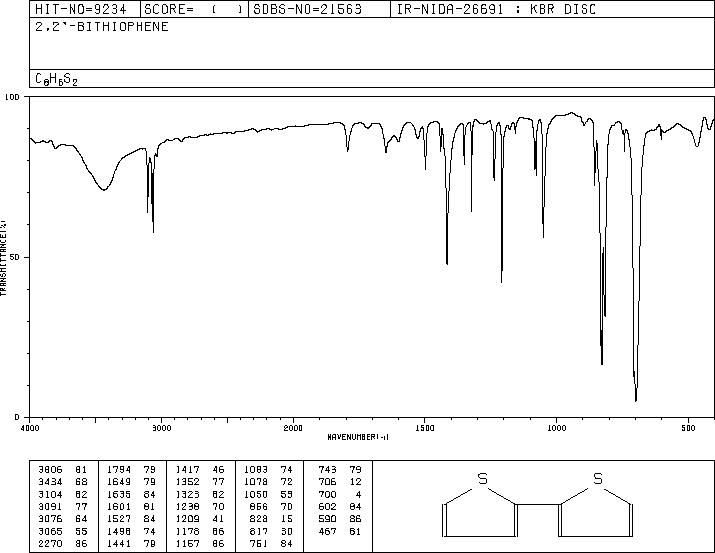 HIT-NO=9234 SCORE= ( ) SDBS-NO=21563 IR-NIDA-26691 : KBR DISC
2,2'-BITHIOPHENE
C8H6S2
100
TRANSMITTANCE(%)
50
0
4000 3000 2000 1500 1000 500
WAVENUMBER(-1)
3806 81 1794 79 1417 46 1083 74 743 79
3434 68 1649 79 1352 77 1078 72 706 12
3104 62 1635 84 1323 62 1050 53 700 4
3091 77 1601 81 1238 70 856 70 602 84
3076 64 1527 84 1209 41 828 15 590 86
3065 55 1498 74 1178 86 817 30 467 81
2270 86 1441 79 1157 86 751 84
S S